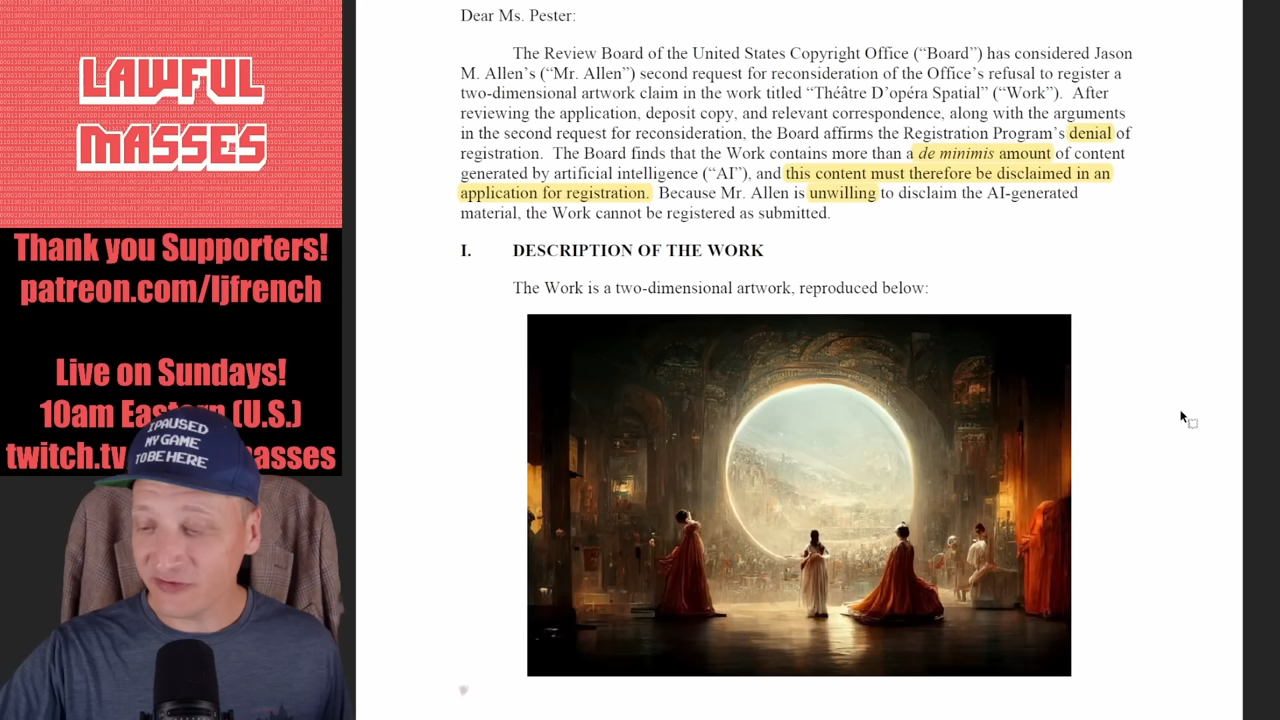 LAWFUL
MASSES
Thank you Supporters!
patreon.com/ljfrench
Live on Sundays!
10am Eastern (U.S.)
twitch.tv asses
I PAUSED
MY GAME
TO BE HERE
Dear Ms. Pester:
The Review Board of the United States Copyright Office (“Board”) has considered Jason
M. Allen’s (“Mr. Allen”) second request for reconsideration of the Office’s refusal to register a
two-dimensional artwork claim in the work titled “Théâtre D’opéra Spatial” (“Work”). After
reviewing the application, deposit copy, and relevant correspondence, along with the arguments
in the second request for reconsideration, the Board affirms the Registration Program’s denial of
registration. The Board finds that the Work contains more than a de minimis amount of content
generated by artificial intelligence (“AI”), and this content must therefore be disclaimed in an
application for registration. Because Mr. Allen is unwilling to disclaim the AI-generated
material, the Work cannot be registered as submitted.
I. DESCRIPTION OF THE WORK
The Work is a two-dimensional artwork, reproduced below: